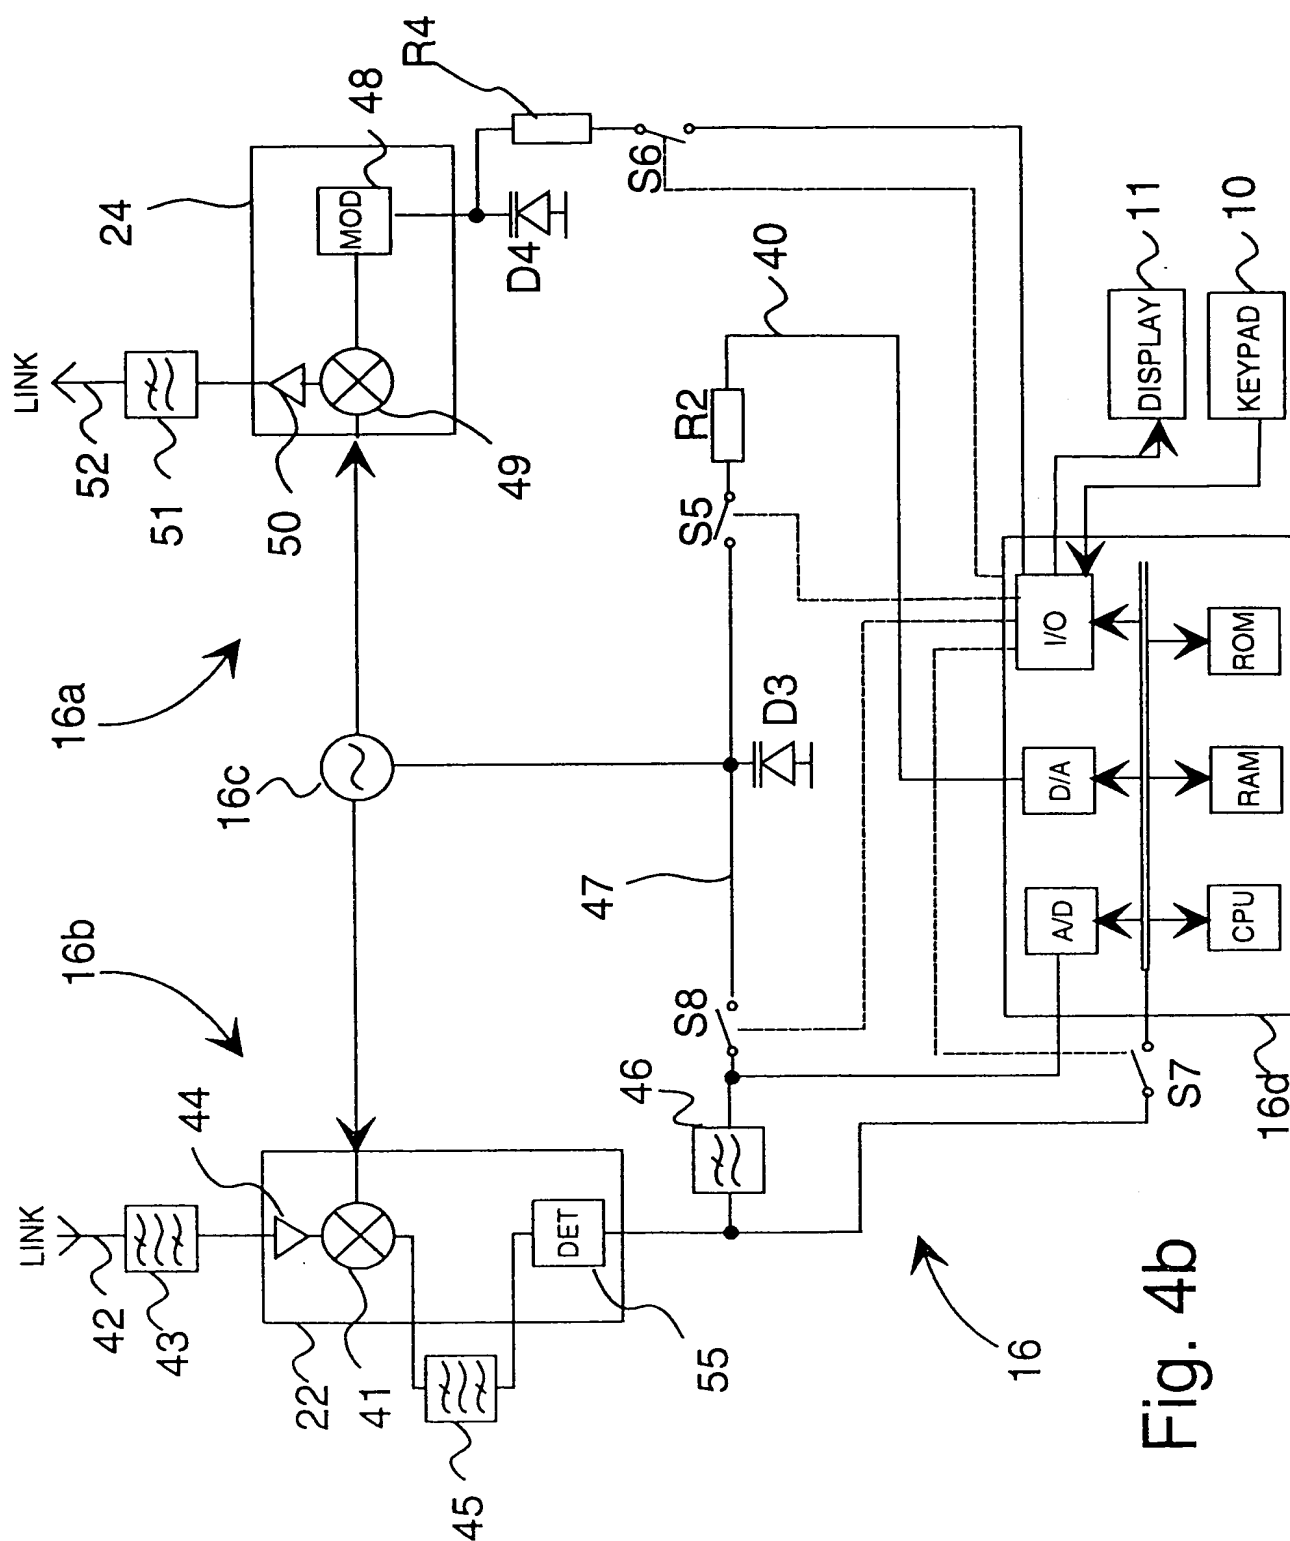 LINK
42
43
44
22
41
45
55
DET
16b
16c
16a
LINK
52
51
50
49
24
MOD
48
R4
D4
S6
46
S8
47
D3
S5
R2
40
S7
16d
A/D
D/A
I/O
CPU
RAM
ROM
DISPLAY
11
KEYPAD
10
16
Fig. 4b